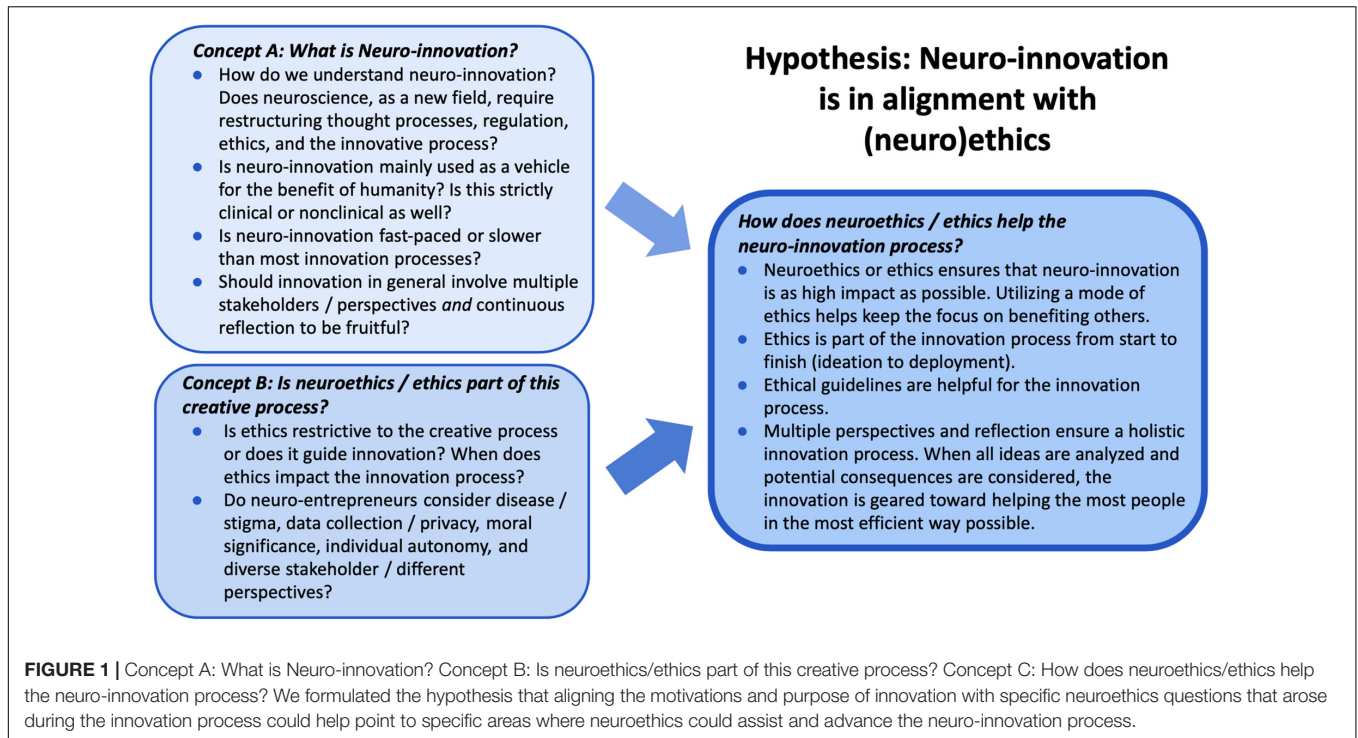 Concept A: What is Neuro-innovation?
● How do we understand neuro-innovation?
Does neuroscience, as a new field, require
restructuring thought processes, regulation,
ethics, and the innovative process?
● Is neuro-innovation mainly used as a vehicle
for the benefit of humanity? Is this strictly
clinical or nonclinical as well?
● Is neuro-innovation fast-paced or slower
than most innovation processes?
● Should innovation in general involve multiple
stakeholders / perspectives and continuous
reflection to be fruitful?
Concept B: Is neuroethics / ethics part of this
creative process?
● Is ethics restrictive to the creative process
or does it guide innovation? When does
ethics impact the innovation process?
● Do neuro-entrepreneurs consider disease /
stigma, data collection / privacy, moral
significance, individual autonomy, and
diverse stakeholder / different
perspectives?
Hypothesis: Neuro-innovation
is in alignment with
(neuro)ethics
How does neuroethics / ethics help the
neuro-innovation process?
● Neuroethics or ethics ensures that neuro-innovation
is as high impact as possible. Utilizing a mode of
ethics helps keep the focus on benefiting others.
● Ethics is part of the innovation process from start to
finish (ideation to deployment).
● Ethical guidelines are helpful for the innovation
process.
● Multiple perspectives and reflection ensure a holistic
innovation process. When all ideas are analyzed and
potential consequences are considered, the
innovation is geared toward helping the most people
in the most efficient way possible.
FIGURE 1 | Concept A: What is Neuro-innovation? Concept B: Is neuroethics/ethics part of this creative process? Concept C: How does neuroethics/ethics help
the neuro-innovation process? We formulated the hypothesis that aligning the motivations and purpose of innovation with specific neuroethics questions that arose
during the innovation process could help point to specific areas where neuroethics could assist and advance the neuro-innovation process.